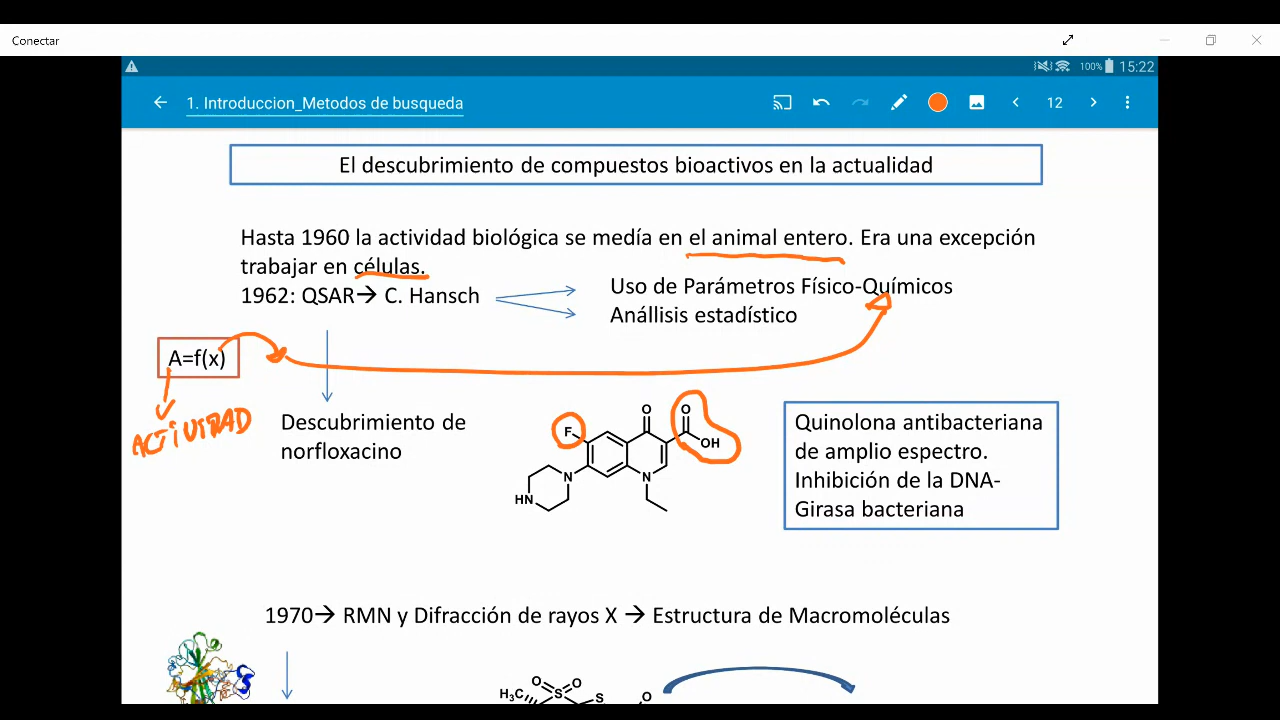 Conectar
100% 15:22
1. Introduccion_Metodos de busqueda
12
El descubrimiento de compuestos bioactivos en la actualidad
Hasta 1960 la actividad biológica se medía en el animal entero. Era una excepción
trabajar en células.
1962: QSAR→ C. Hansch
Uso de Parámetros Físico-Químicos
Anállisis estadístico
A=f(x)
ACTIVIDAD
Descubrimiento de
norfloxacino
O
O
F
OH
N
N
HN
Quinolona antibacteriana
de amplio espectro.
Inhibición de la DNA-
Girasa bacteriana
1970→ RMN y Difracción de rayos X → Estructura de Macromoléculas
O
O
H₃C
S
S
O